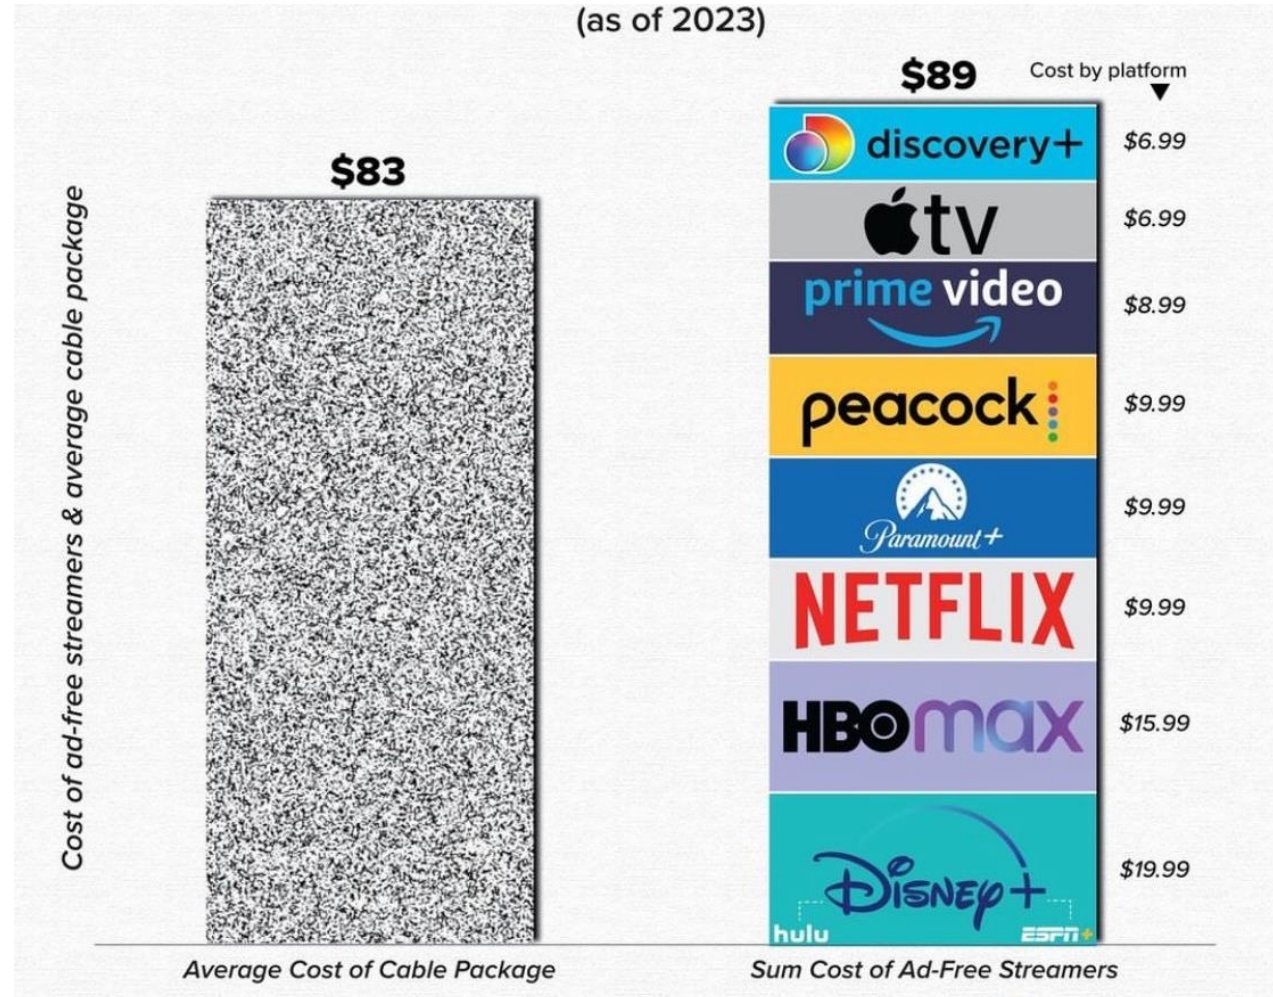 (as of 2023)
$89
Cost by platform
$83
discovery+
$6.99
tv
$6.99
prime video
$8.99
peacock
$9.99
Paramount+
$9.99
NETFLIX
$9.99
HBOmax
$15.99
Disney+
$19.99
hulu
ESPN+
Cost of ad-free streamers & average cable package
Average Cost of Cable Package
Sum Cost of Ad-Free Streamers